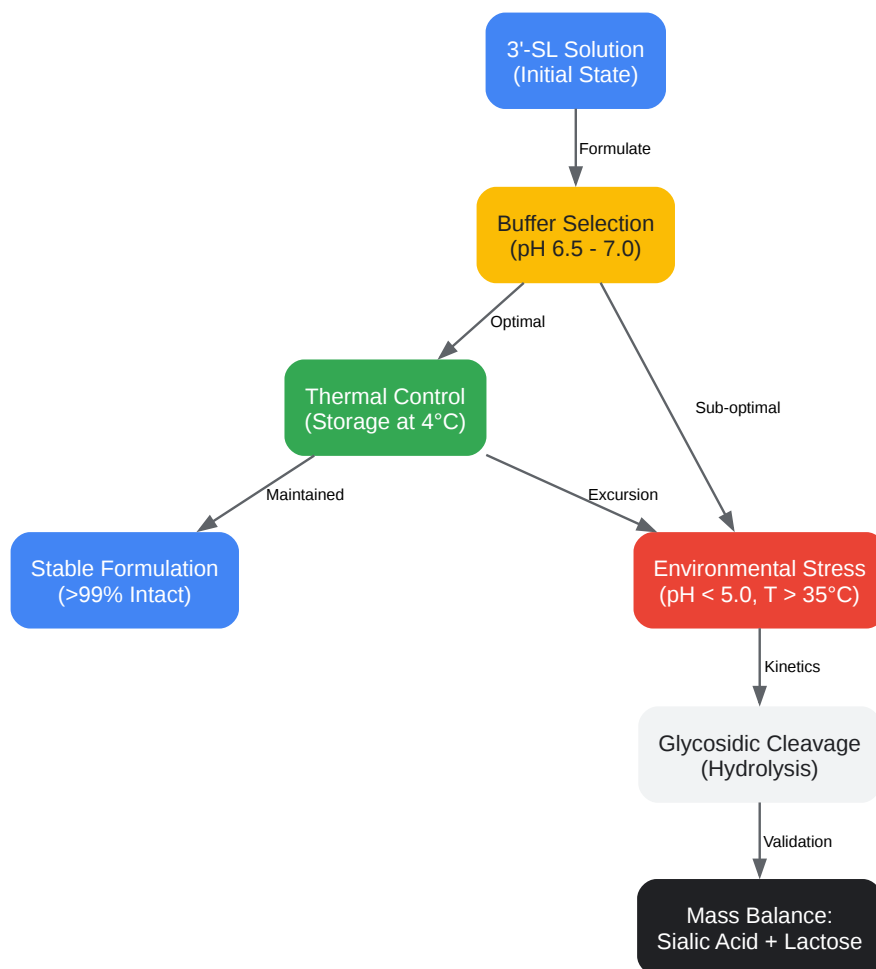 3'-SL Solution
(Initial State)
Formulate
Buffer Selection
(pH 6.5 - 7.0)
Optimal
Thermal Control
(Storage at 4°C)
Sub-optimal
Maintained
Excursion
Stable Formulation
(>99% Intact)
Environmental Stress
(pH < 5.0, T > 35°C)
Kinetics
Glycosidic Cleavage
(Hydrolysis)
Validation
Mass Balance:
Sialic Acid + Lactose